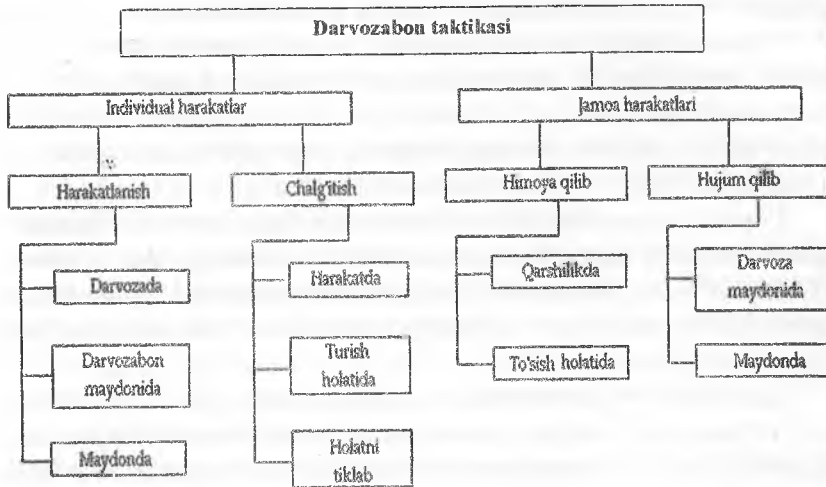 Darvozabon taktikasi
Individual harakatlar
Jamoa harakatlari
Harakatlanish
Chalg'itish
Himoya qilib
Hujum qilib
Darvozada
Harakatda
Qarshilikda
Darvoza
maydonida
Darvozabon
maydonida
Turish
holatida
To'sish holatida
Maydonda
Maydonda
Holatni
tiklab